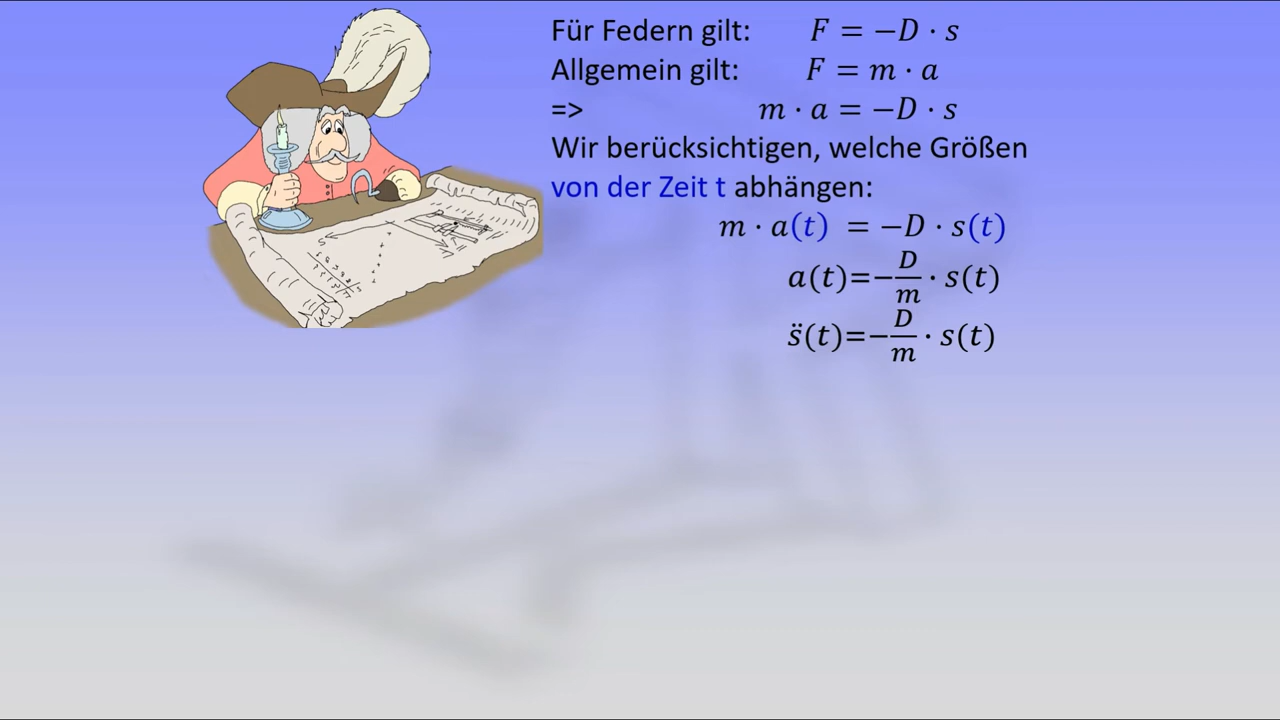 Für Federn gilt: F = −D · s
Allgemein gilt: F = m · a
=> m · a = −D · s
Wir berücksichtigen, welche Größen
von der Zeit t abhängen:
m · a(t) = −D · s(t)
a(t)=−D/m · s(t)
s̈(t)=−D/m · s(t)